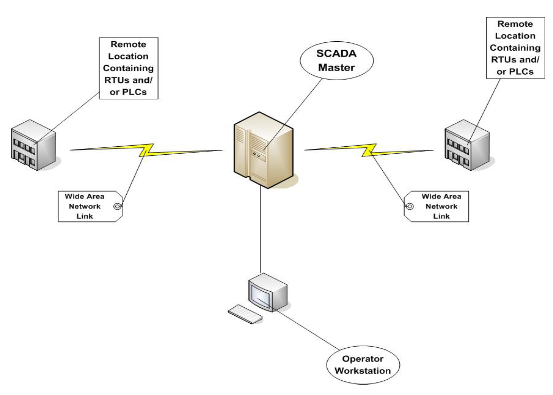 Remote
Location
Containing
RTUs and/
or PLCs
SCADA
Master
Remote
Location
Containing
RTUs and/
or PLCs
Wide Area
Network
Link
Wide Area
Network
Link
Operator
Workstation